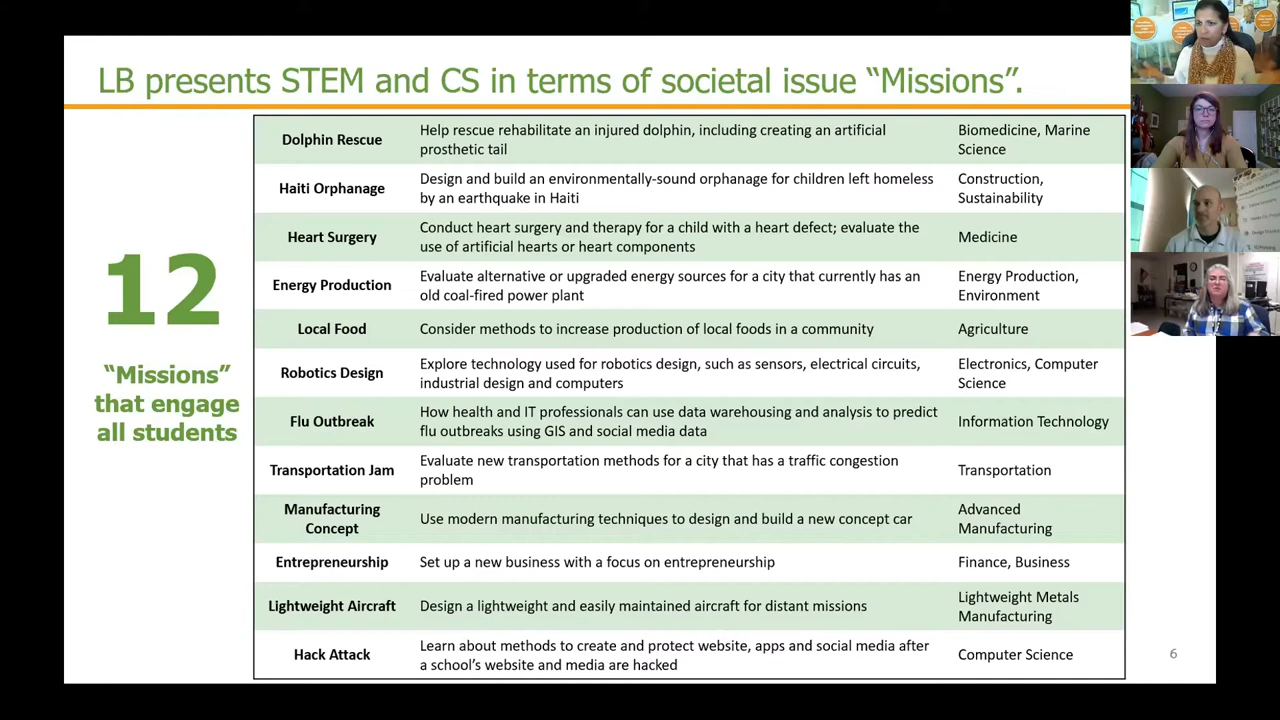 LB presents STEM and CS in terms of societal issue “Missions”.
12
“Missions”
that engage
all students
Dolphin Rescue
Help rescue rehabilitate an injured dolphin, including creating an artificial
prosthetic tail
Biomedicine, Marine
Science
Haiti Orphanage
Design and build an environmentally-sound orphanage for children left homeless
by an earthquake in Haiti
Construction,
Sustainability
Heart Surgery
Conduct heart surgery and therapy for a child with a heart defect; evaluate the
use of artificial hearts or heart components
Medicine
Energy Production
Evaluate alternative or upgraded energy sources for a city that currently has an
old coal-fired power plant
Energy Production,
Environment
Local Food
Consider methods to increase production of local foods in a community
Agriculture
Robotics Design
Explore technology used for robotics design, such as sensors, electrical circuits,
industrial design and computers
Electronics, Computer
Science
Flu Outbreak
How health and IT professionals can use data warehousing and analysis to predict
flu outbreaks using GIS and social media data
Information Technology
Transportation Jam
Evaluate new transportation methods for a city that has a traffic congestion
problem
Transportation
Manufacturing
Concept
Use modern manufacturing techniques to design and build a new concept car
Advanced
Manufacturing
Entrepreneurship
Set up a new business with a focus on entrepreneurship
Finance, Business
Lightweight Aircraft
Design a lightweight and easily maintained aircraft for distant missions
Lightweight Metals
Manufacturing
Hack Attack
Learn about methods to create and protect website, apps and social media after
a school’s website and media are hacked
Computer Science
6